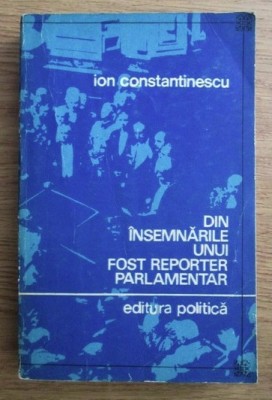 ion constantinescu
DIN
ÎNSEMNĂRILE
UNUI
FOST REPORTER
PARLAMENTAR
editura politică